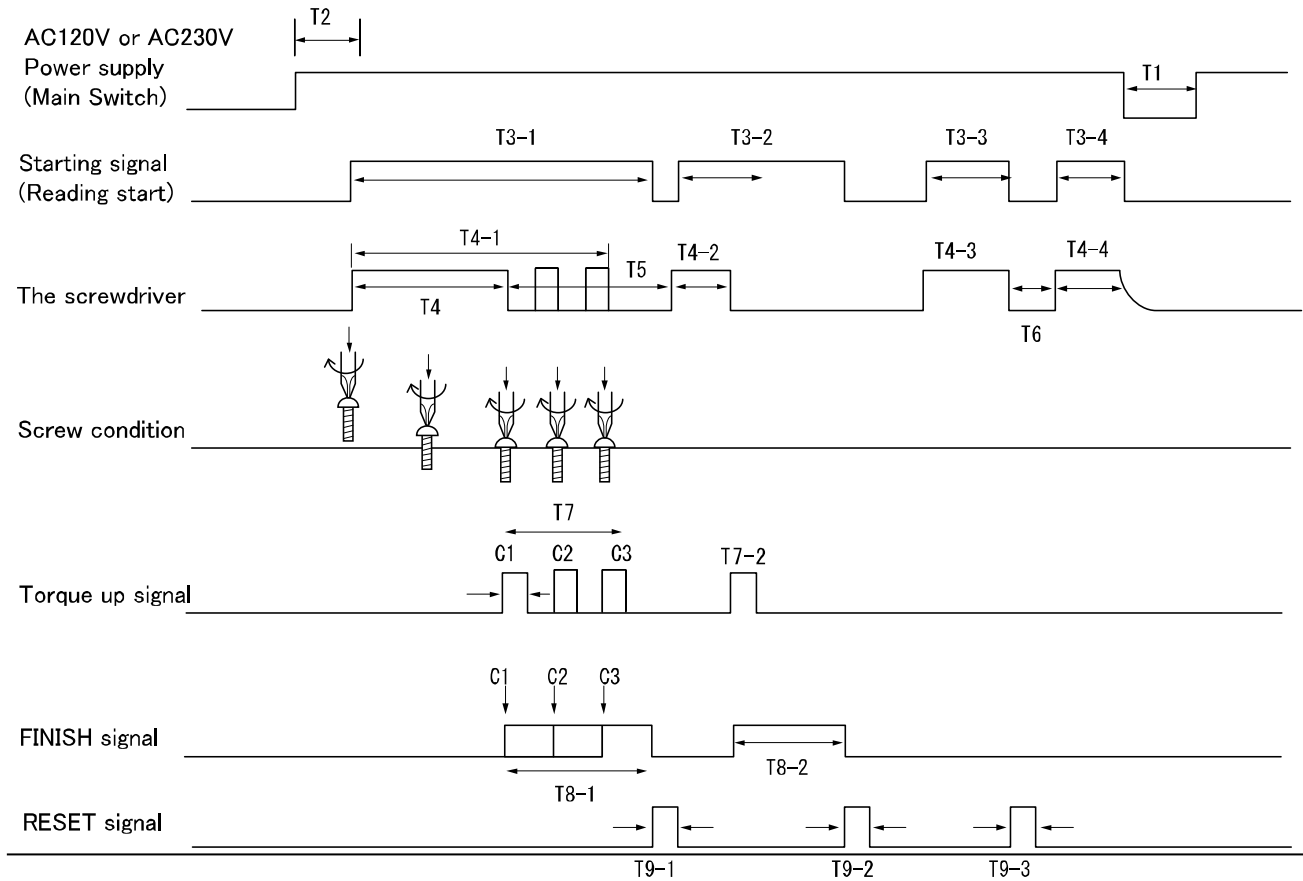 T2
AC120V or AC230V
Power supply
(Main Switch)
T1
T3-1
T3-2
T3-3
T3-4
Starting signal
(Reading start)
T4-1
T5
T4-2
T4-3
T4-4
The screwdriver
T4
T6
Screw condition
T7
C1
C2
C3
T7-2
Torque up signal
C1
C2
C3
FINISH signal
T8-2
T8-1
RESET signal
T9-1
T9-2
T9-3